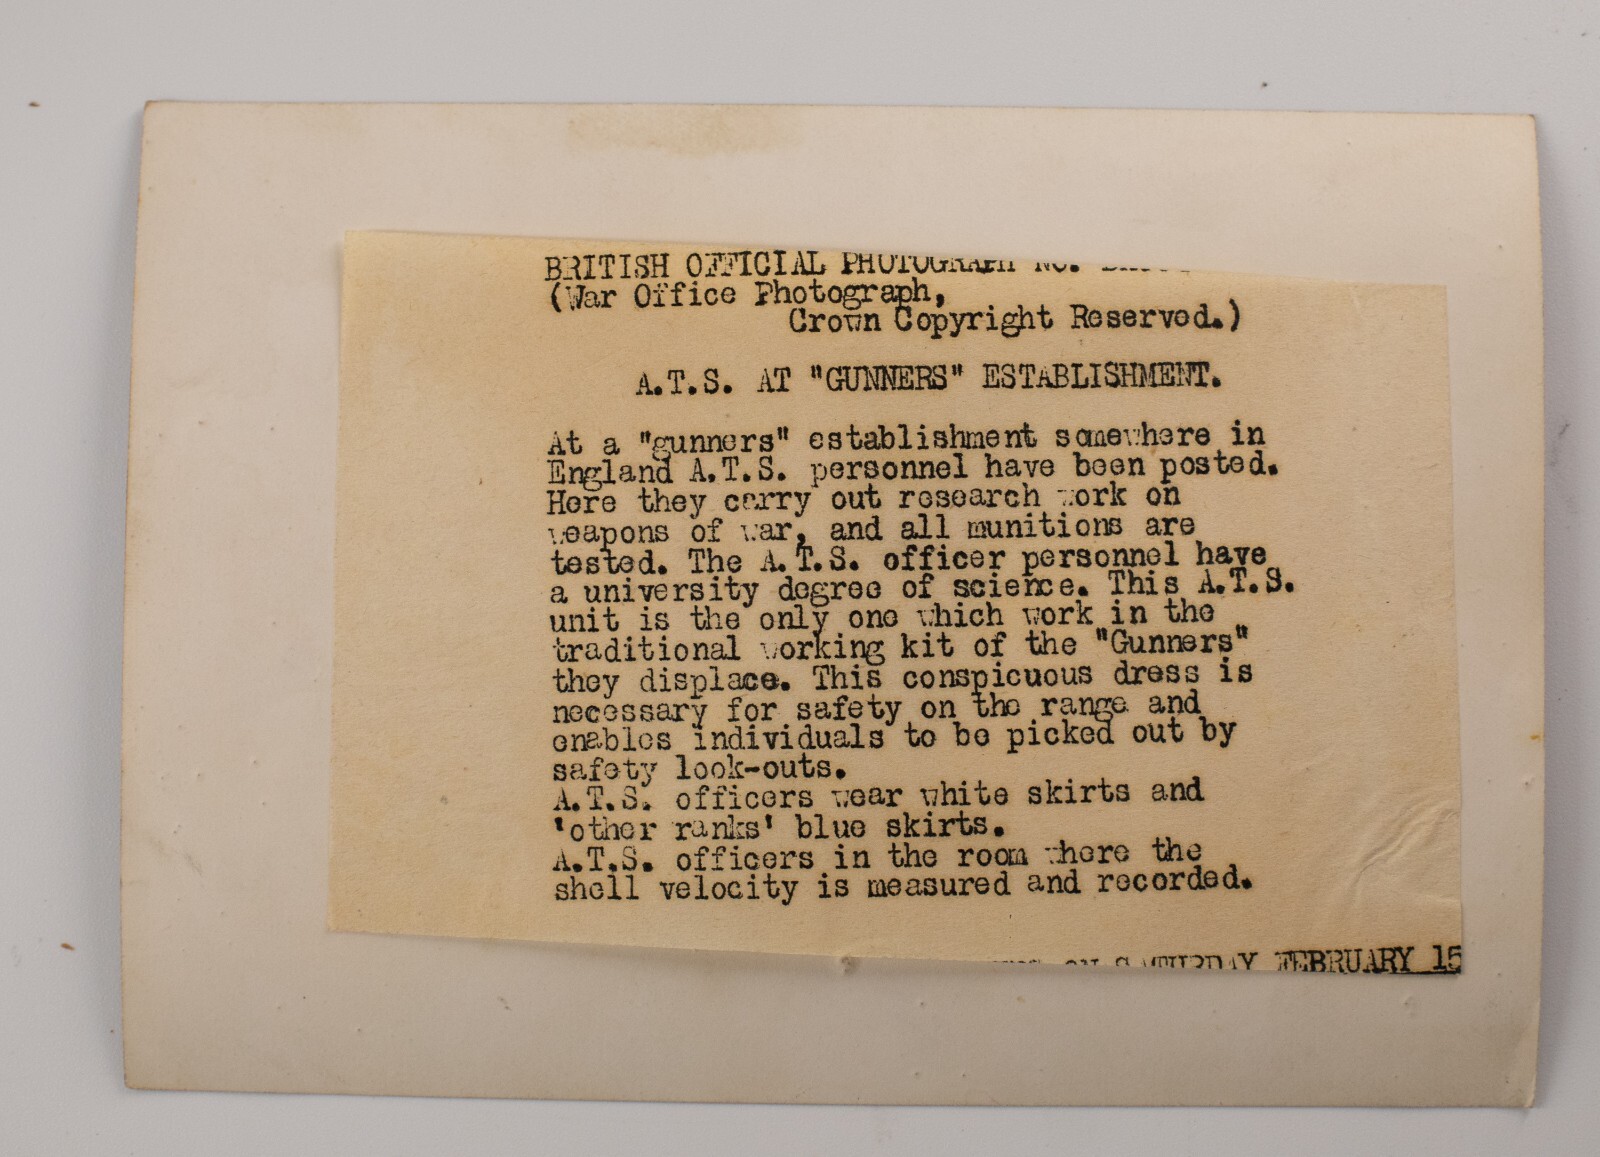 BRITISH OFFICIAL PHOTOGRAPH NO.
(War Office Photograph,
Crown Copyright Reserved.)
A.T.S. AT "GUNNERS" ESTABLISHMENT.
At a "gunners" establishment somewhere in
England A.T.S. personnel have been posted.
Here they carry out research work on
weapons of war, and all munitions are
tested. The A.T.S. officer personnel have
a university degree of science. This A.T.S.
unit is the only one which work in the
traditional working kit of the "Gunners"
they displace. This conspicuous dress is
necessary for safety on the range and
enables individuals to be picked out by
safety look-outs.
A.T.S. officers wear white skirts and
'other ranks' blue skirts.
A.T.S. officers in the room where the
shell velocity is measured and recorded.
ON SATURDAY FEBRUARY 15